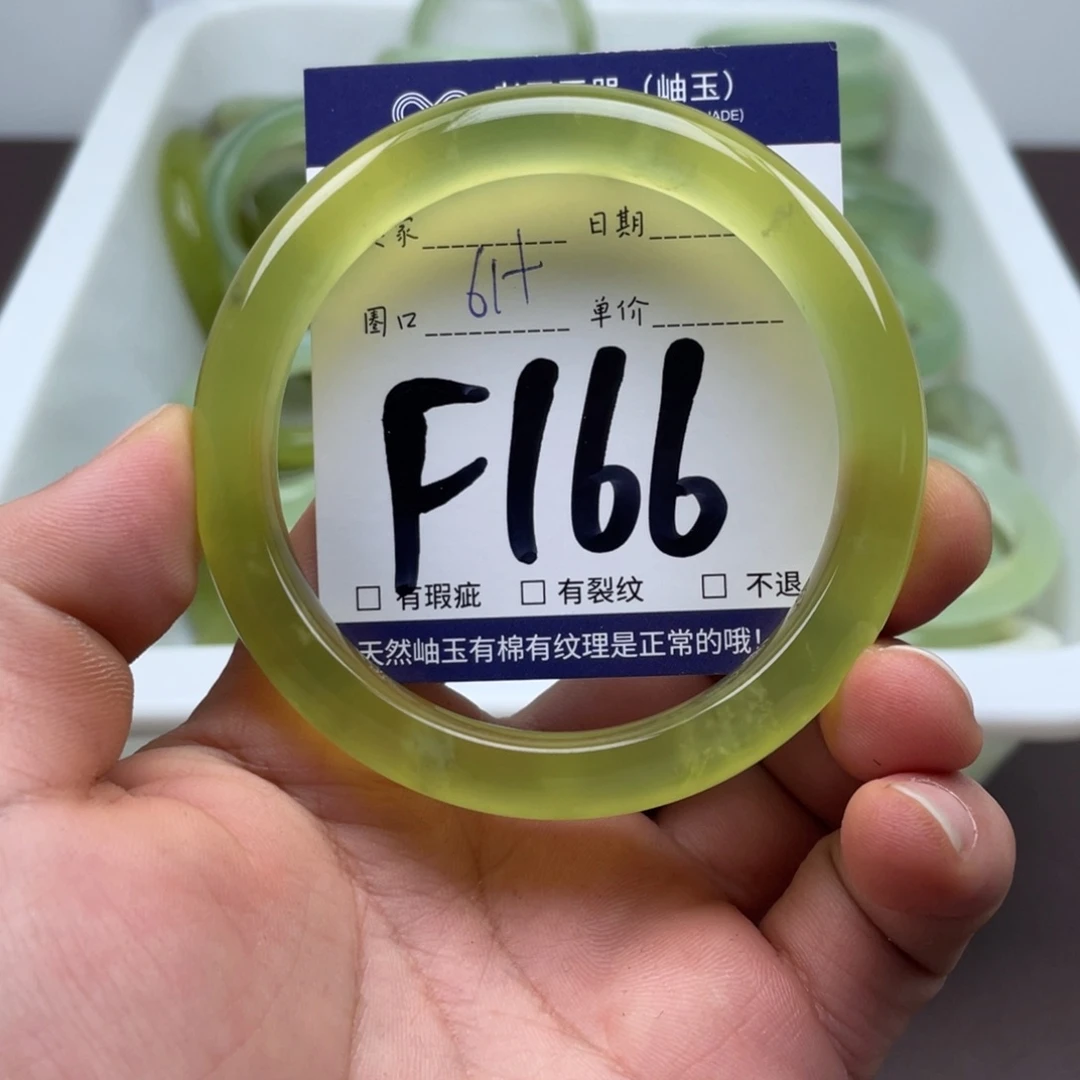 （岫玉）
JADE)
家 日期
圈口 61+ 单价
F166
□ 有瑕疵 □ 有裂纹 □ 不退
天然岫玉有棉有纹理是正常的哦!